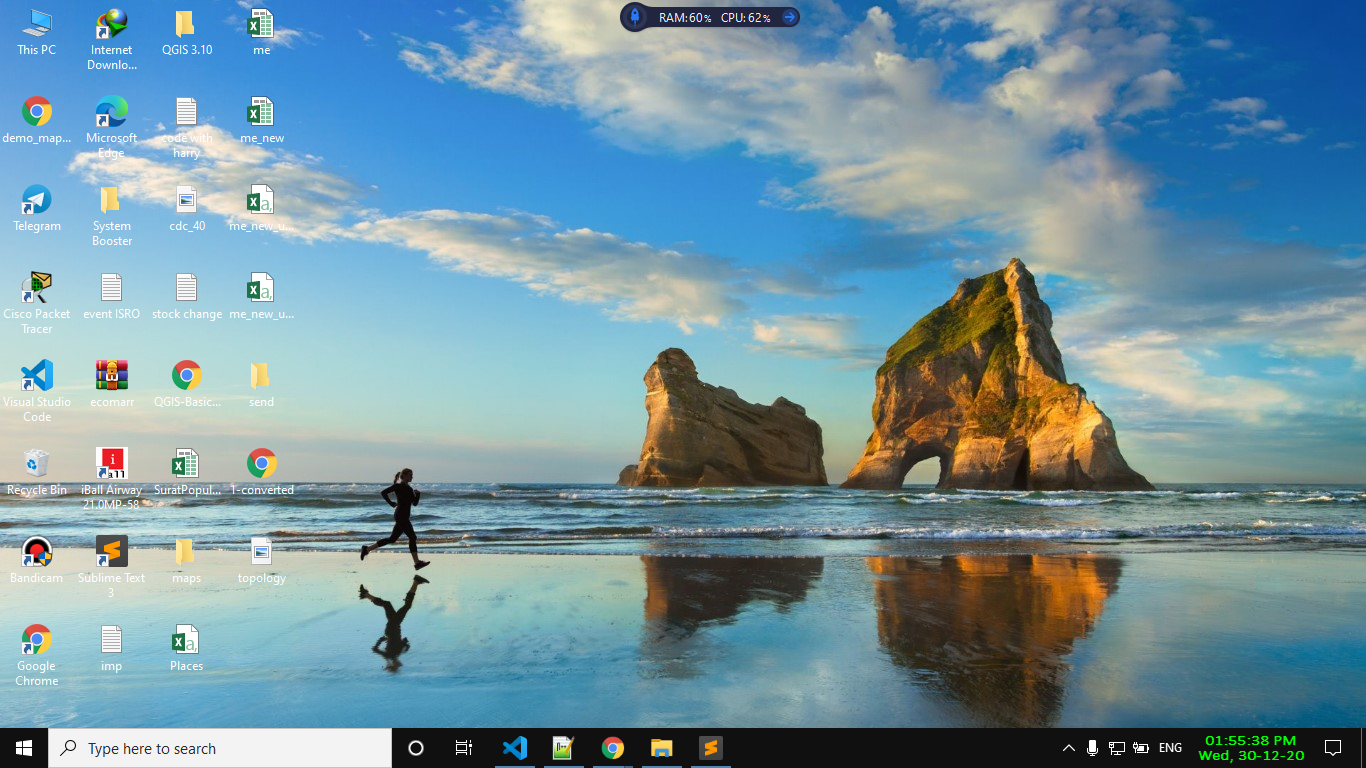 RAM:60% CPU:62%
This PC
Internet
Downlo...
QGIS 3.10
me
demo_map...
Microsoft
Edge
code with
harry
me_new
Telegram
System
Booster
cdc_40
me_new_u...
Cisco Packet
Tracer
event ISRO
stock change
me_new_u...
Visual Studio
Code
ecomarr
QGIS-Basic...
send
Recycle Bin
iBall Airway
21.0MP-58
SuratPopul...
T-converted
Bandicam
Sublime Text
3
maps
topology
Google
Chrome
imp
Places
Type here to search
ENG
01:55:38 PM
Wed, 30-12-20